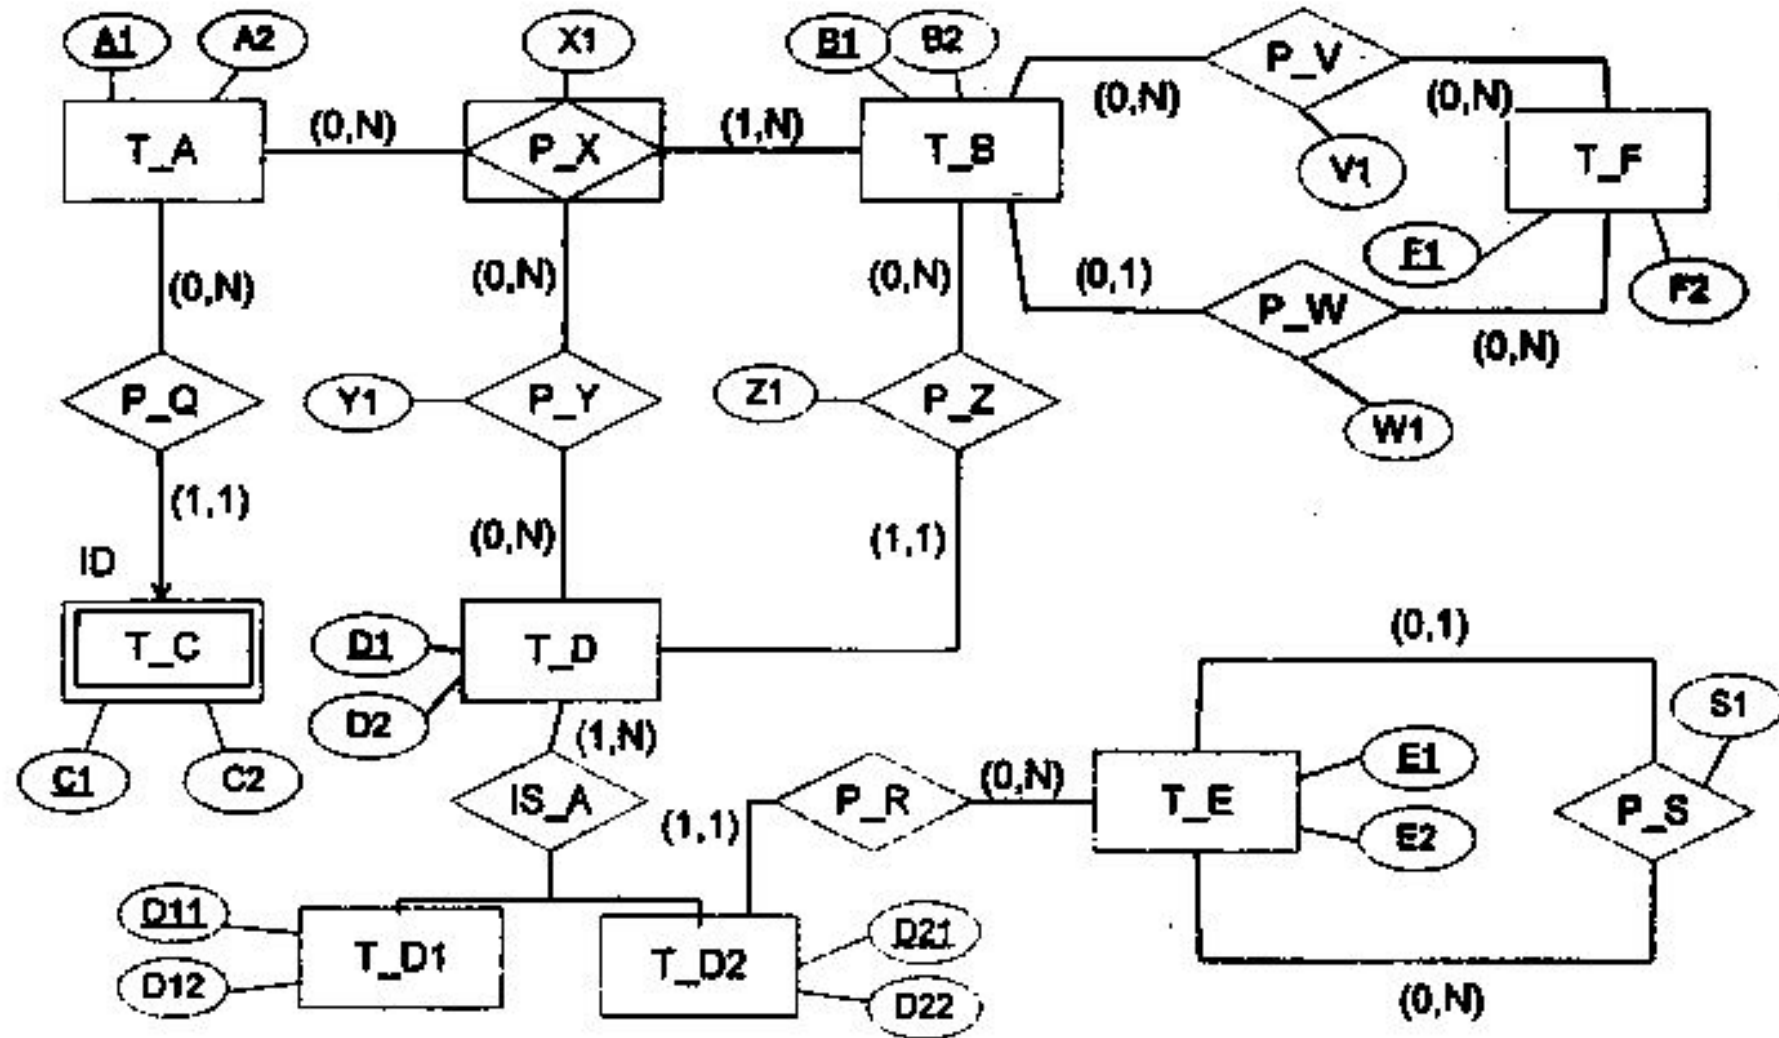 A1 A2 X1 B1 B2 P_V
(0,N) (0,N)
T_A (0,N) P_X (1,N) T_B T_F
V1
F1
(0,N) (0,N) (0,N) (0,1) P_W F2
(0,N)
P_Q Y1 P_Y Z1 P_Z
W1
(1,1)
ID (0,N) (1,1)
T_C D1 T_D (0,1)
D2 (1,N) S1
C1 C2 IS_A P_R (0,N) T_E E1
(1,1) E2 P_S
D11 T_D1 T_D2 D21
D12 D22
(0,N)